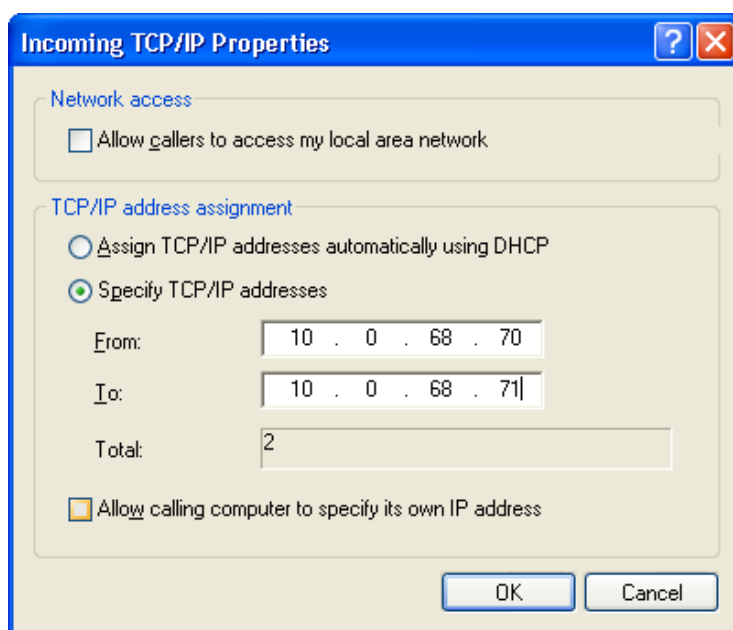 Incoming TCP/IP Properties
Network access
Allow callers to access my local area network
TCP/IP address assignment
Assign TCP/IP addresses automatically using DHCP
Specify TCP/IP addresses
From: 10 . 0 . 68 . 70
To: 10 . 0 . 68 . 71
Total: 2
Allow calling computer to specify its own IP address
OK Cancel